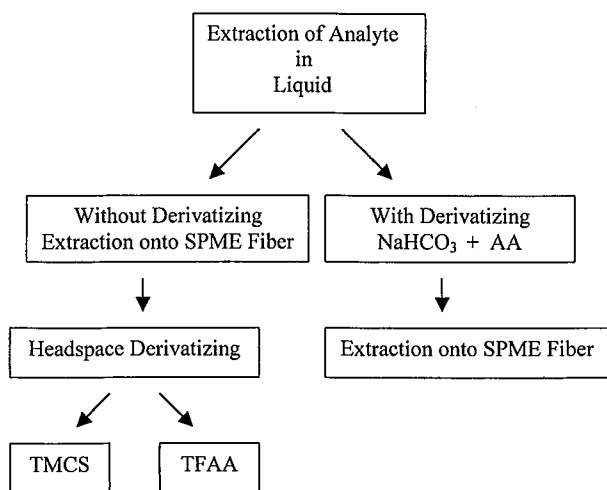 Extraction of Analyte
in
Liquid
Without Derivatizing
Extraction onto SPME Fiber
With Derivatizing
NaHCO₃ + AA
Headspace Derivatizing
Extraction onto SPME Fiber
TMCS
TFAA